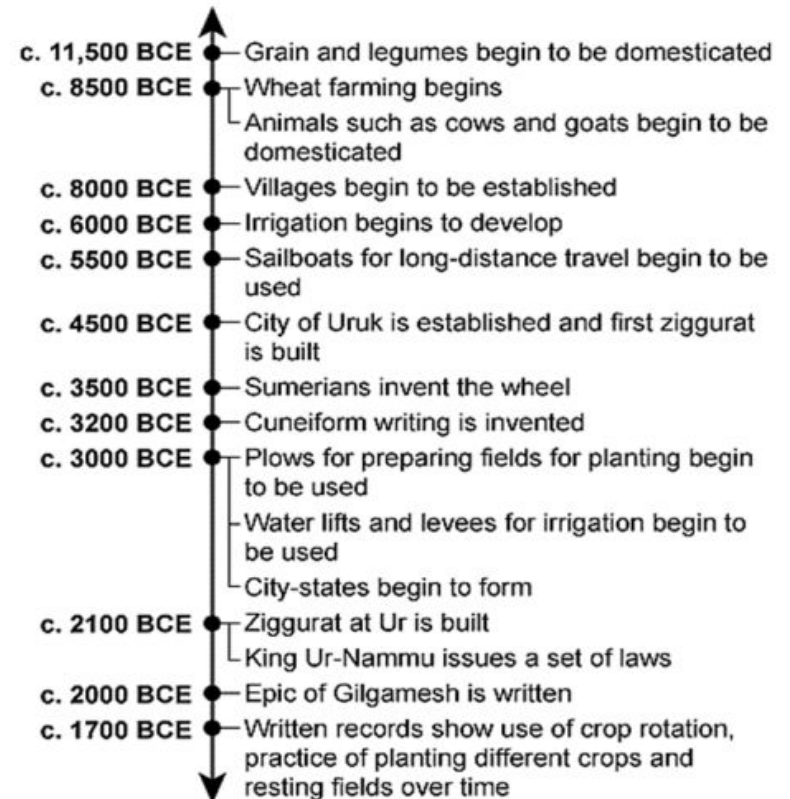 c. 11,500 BCE Grain and legumes begin to be domesticated
c. 8500 BCE Wheat farming begins
Animals such as cows and goats begin to be
domesticated
c. 8000 BCE Villages begin to be established
c. 6000 BCE Irrigation begins to develop
c. 5500 BCE Sailboats for long-distance travel begin to be
used
c. 4500 BCE City of Uruk is established and first ziggurat
is built
c. 3500 BCE Sumerians invent the wheel
c. 3200 BCE Cuneiform writing is invented
c. 3000 BCE Plows for preparing fields for planting begin
to be used
Water lifts and levees for irrigation begin to
be used
City-states begin to form
c. 2100 BCE Ziggurat at Ur is built
King Ur-Nammu issues a set of laws
c. 2000 BCE Epic of Gilgamesh is written
c. 1700 BCE Written records show use of crop rotation,
practice of planting different crops and
resting fields over time